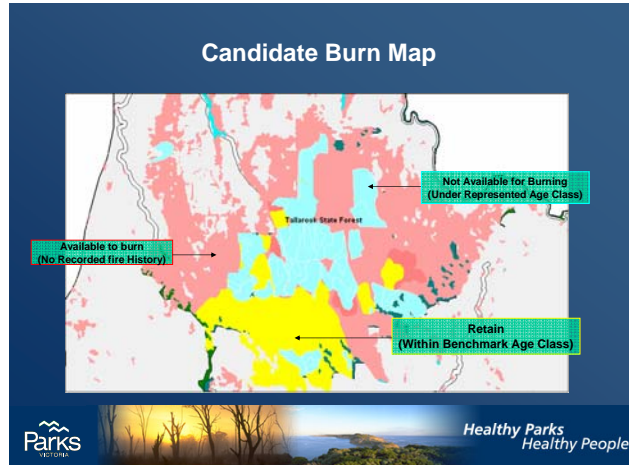 Candidate Burn Map
Not Available for Burning
(Under Represented Age Class)
Tallarook State Forest
Available to burn
(No Recorded fire History)
Retain
(Within Benchmark Age Class)
Parks
VICTORIA
Healthy Parks
Healthy People